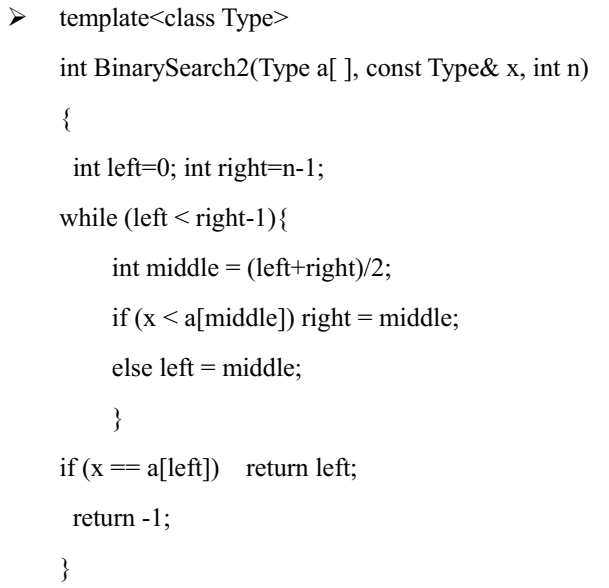 ➢ template<class Type>
int BinarySearch2(Type a[ ], const Type& x, int n)
{
int left=0; int right=n-1;
while (left < right-1){
int middle = (left+right)/2;
if (x < a[middle]) right = middle;
else left = middle;
}
if (x == a[left]) return left;
return -1;
}